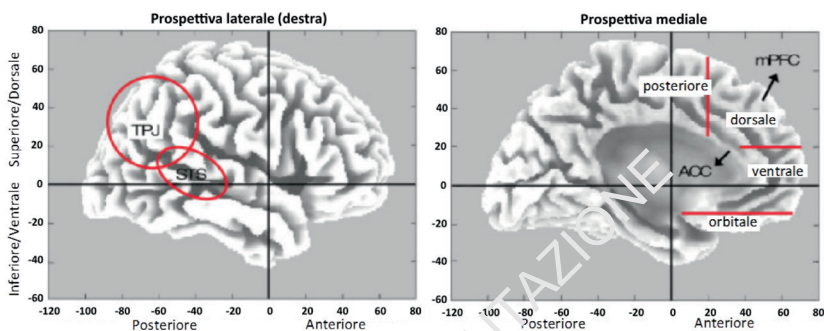 Prospettiva laterale (destra)
Superiore/Dorsale
Inferiore/Ventrale
80
60
40
20
0
-20
-40
-60
TPJ
STS
-120 -100 -80 -60 -40 -20 0 20 40 60 80
Posteriore Anteriore
Prospettiva mediale
80
60
40
20
0
-20
-40
-60
mPFC
posteriore
dorsale
ACC
ventrale
orbitale
-120 -100 -80 -60 -40 -20 0 20 40 60 80
Posteriore Anteriore